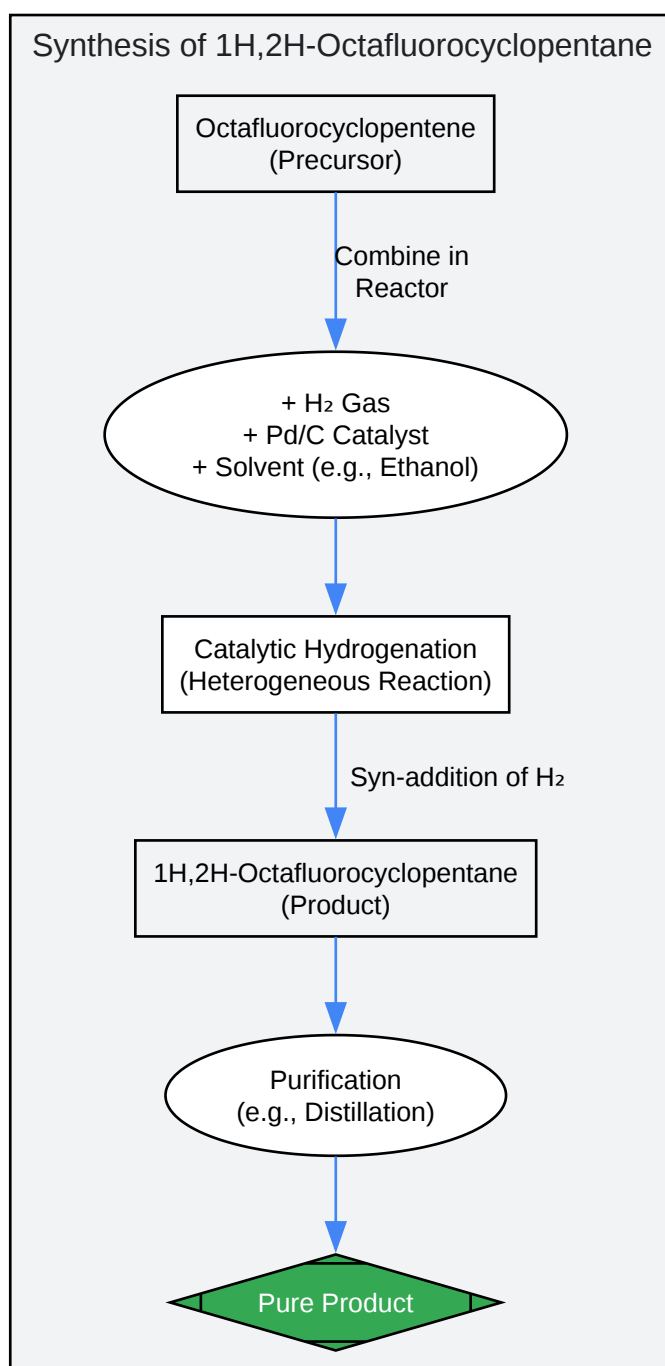 Synthesis of 1H,2H-Octafluorocyclopentane
Octafluorocyclopentene
(Precursor)
Combine in
Reactor
+ H₂ Gas
+ Pd/C Catalyst
+ Solvent (e.g., Ethanol)
Catalytic Hydrogenation
(Heterogeneous Reaction)
Syn-addition of H₂
1H,2H-Octafluorocyclopentane
(Product)
Purification
(e.g., Distillation)
Pure Product